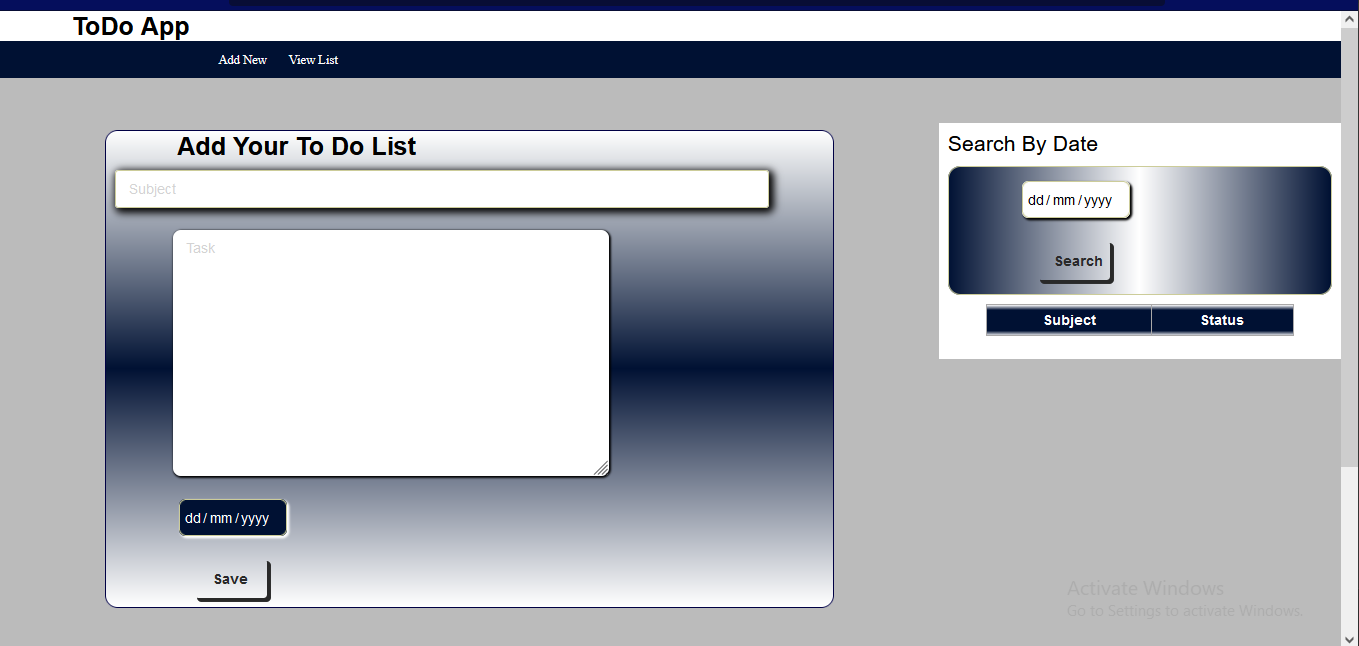 ToDo App
Add New View List
Add Your To Do List
Subject
Task
dd/mm/yyyy
Save
Search By Date
dd/mm/yyyy
Search
Subject Status
Activate Windows
Go to Settings to activate Windows.